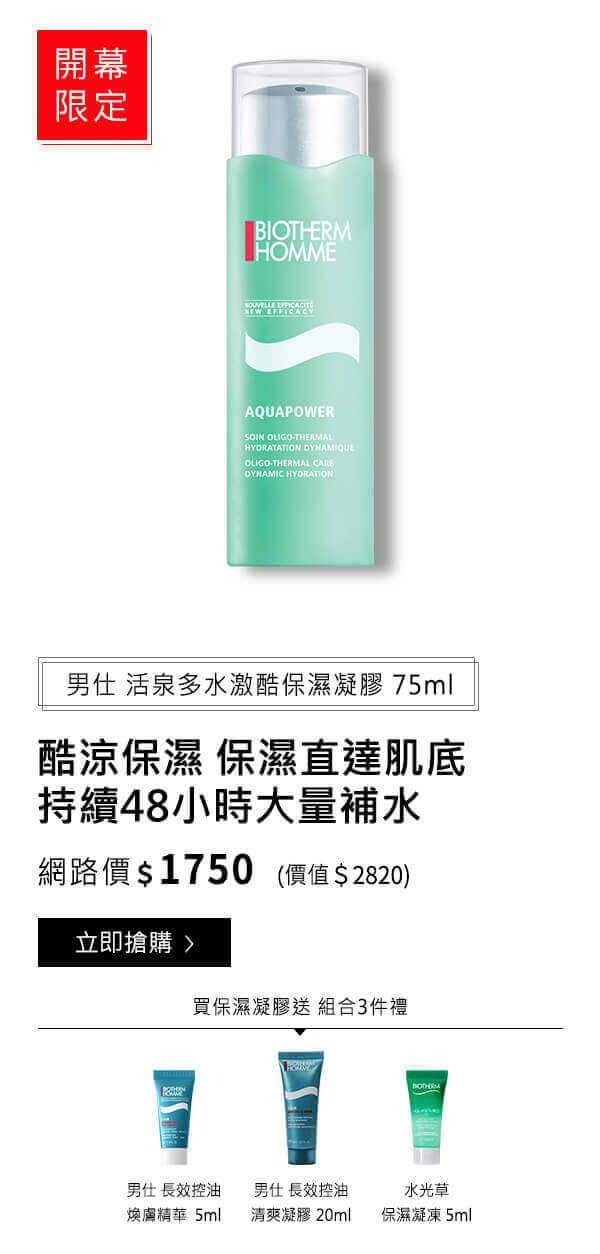 開幕
限定
BIOTHERM
HOMME
NOUVELLE EFFICACITÉ
NEW EFFICACY
AQUAPOWER
SOIN OLIGO-THERMAL
HYDRATATION DYNAMIQUE
OLIGO-THERMAL CARE
DYNAMIC HYDRATION
男仕 活泉多水激酷保濕凝膠 75ml
酷涼保濕 保濕直達肌底
持續48小時大量補水
網路價$1750 (價值$2820)
立即搶購 >
買保濕凝膠送 組合3件禮
BIOTHERM
HOMME
BIOTHERM
HOMME
BIOTHERM
男仕 長效控油
煥膚精華 5ml
男仕 長效控油
清爽凝膠 20ml
水光草
保濕凝凍 5ml